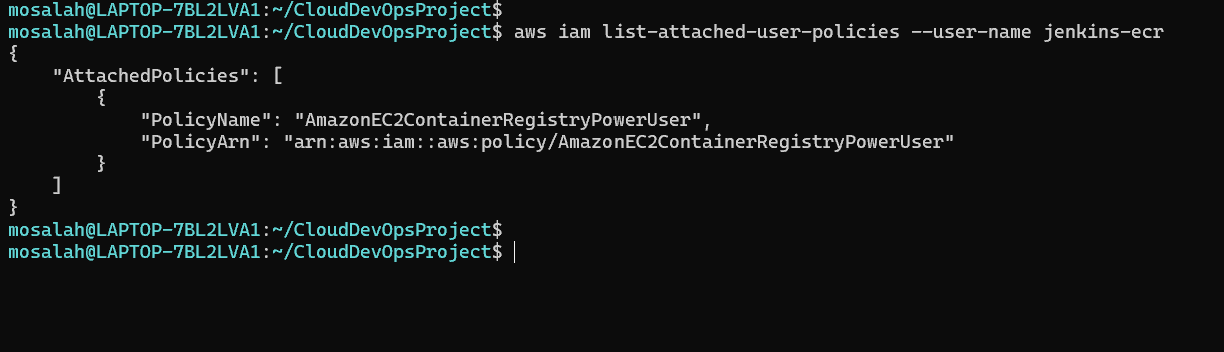 mosalah@LAPTOP-7BL2LVA1:~/CloudDevOpsProject$
mosalah@LAPTOP-7BL2LVA1:~/CloudDevOpsProject$ aws iam list-attached-user-policies --user-name jenkins-ecr
{
    "AttachedPolicies": [
        {
            "PolicyName": "AmazonEC2ContainerRegistryPowerUser",
            "PolicyArn": "arn:aws:iam::aws:policy/AmazonEC2ContainerRegistryPowerUser"
        }
    ]
}
mosalah@LAPTOP-7BL2LVA1:~/CloudDevOpsProject$
mosalah@LAPTOP-7BL2LVA1:~/CloudDevOpsProject$